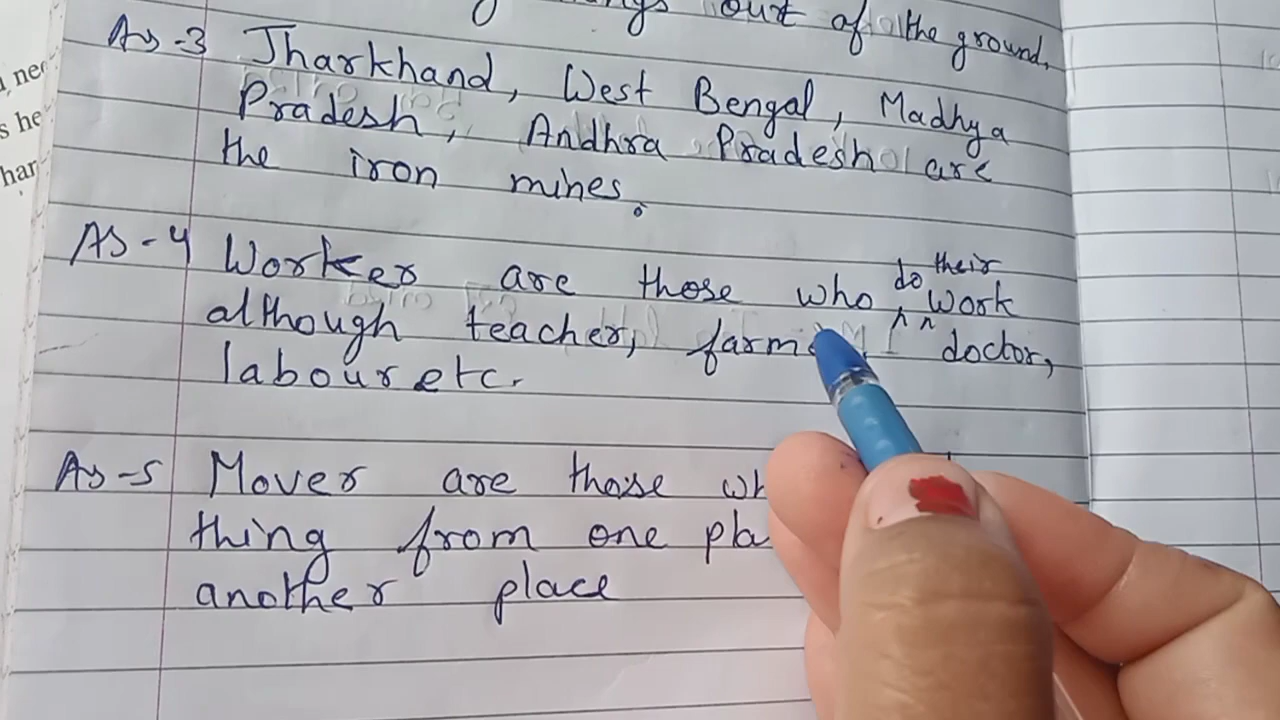 out of the ground.
As-3 Jharkhand, West Bengal, Madhya
Pradesh, Andhra Pradesh are
the iron mines.
As-4 Worker are those who do their work
although teacher, doctor,
labour etc.
As-5 Mover are those
thing from one
another place